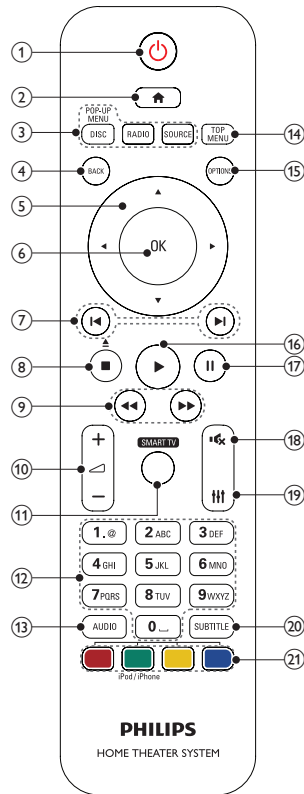 1
2
POP-UP
MENU
3 DISC RADIO SOURCE TOP
MENU 14
4 BACK OPTIONS 15
5
6 OK
7
16
8 17
9
SMART TV
+ 18
10
− 19
11
1.@ 2 ABC 3 DEF
4 GHI 5 JKL 6 MNO
12
7 PQRS 8 TUV 9 WXYZ
13 AUDIO 0 SUBTITLE 20
21
iPod / iPhone
PHILIPS
HOME THEATER SYSTEM